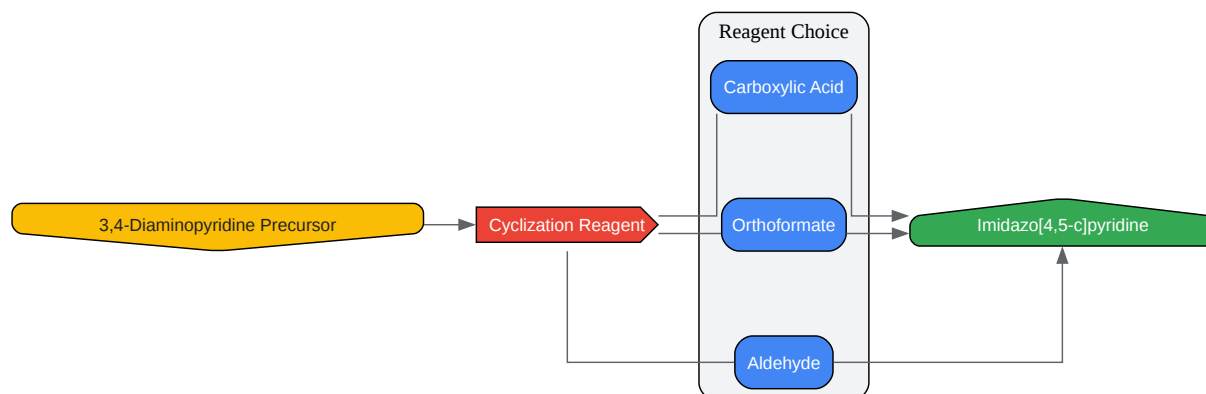 Reagent Choice
Carboxylic Acid
3,4-Diaminopyridine Precursor
Cyclization Reagent
Orthoformate
Imidazo[4,5-c]pyridine
Aldehyde